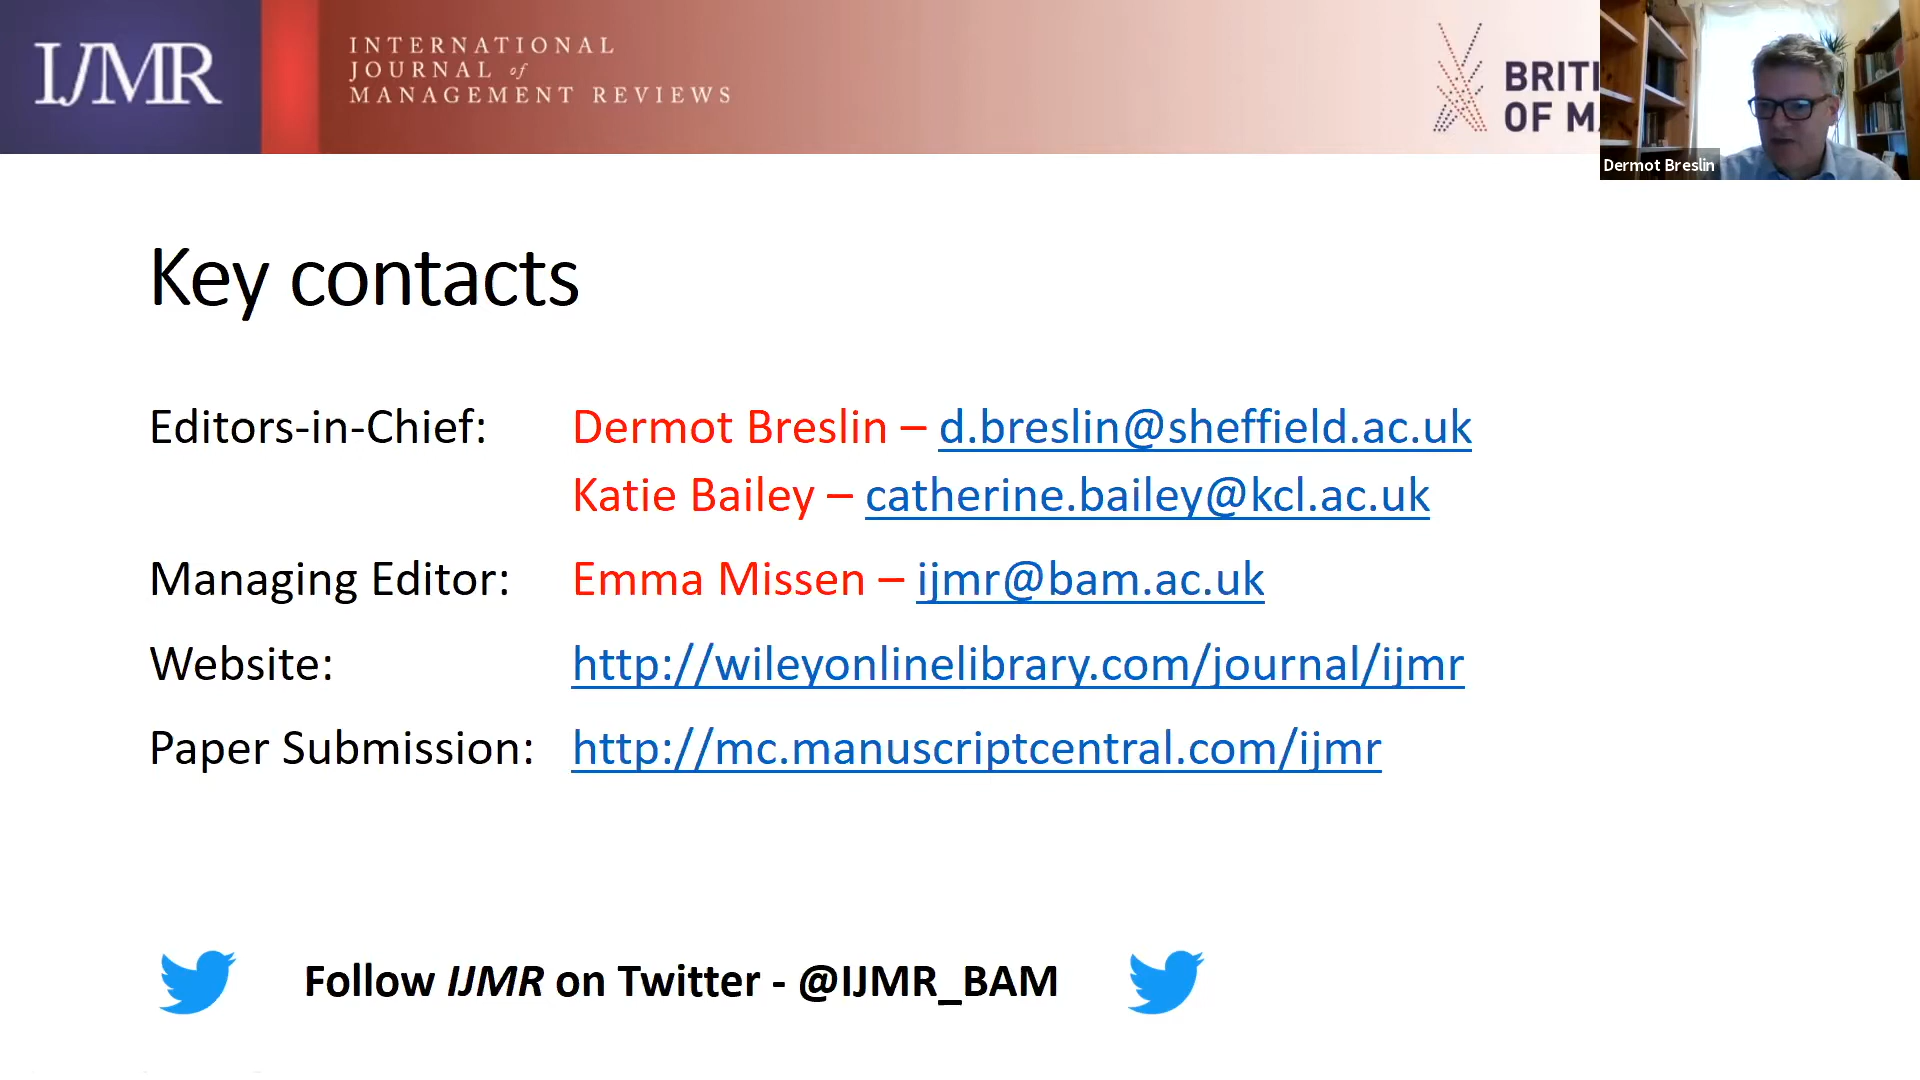 IJMR
INTERNATIONAL
JOURNAL of
MANAGEMENT REVIEWS
BRITI
OF MA
Dermot Breslin
Key contacts
Editors-in-Chief: Dermot Breslin – d.breslin@sheffield.ac.uk
Katie Bailey – catherine.bailey@kcl.ac.uk
Managing Editor: Emma Missen – ijmr@bam.ac.uk
Website: http://wileyonlinelibrary.com/journal/ijmr
Paper Submission: http://mc.manuscriptcentral.com/ijmr
Follow IJMR on Twitter - @IJMR_BAM